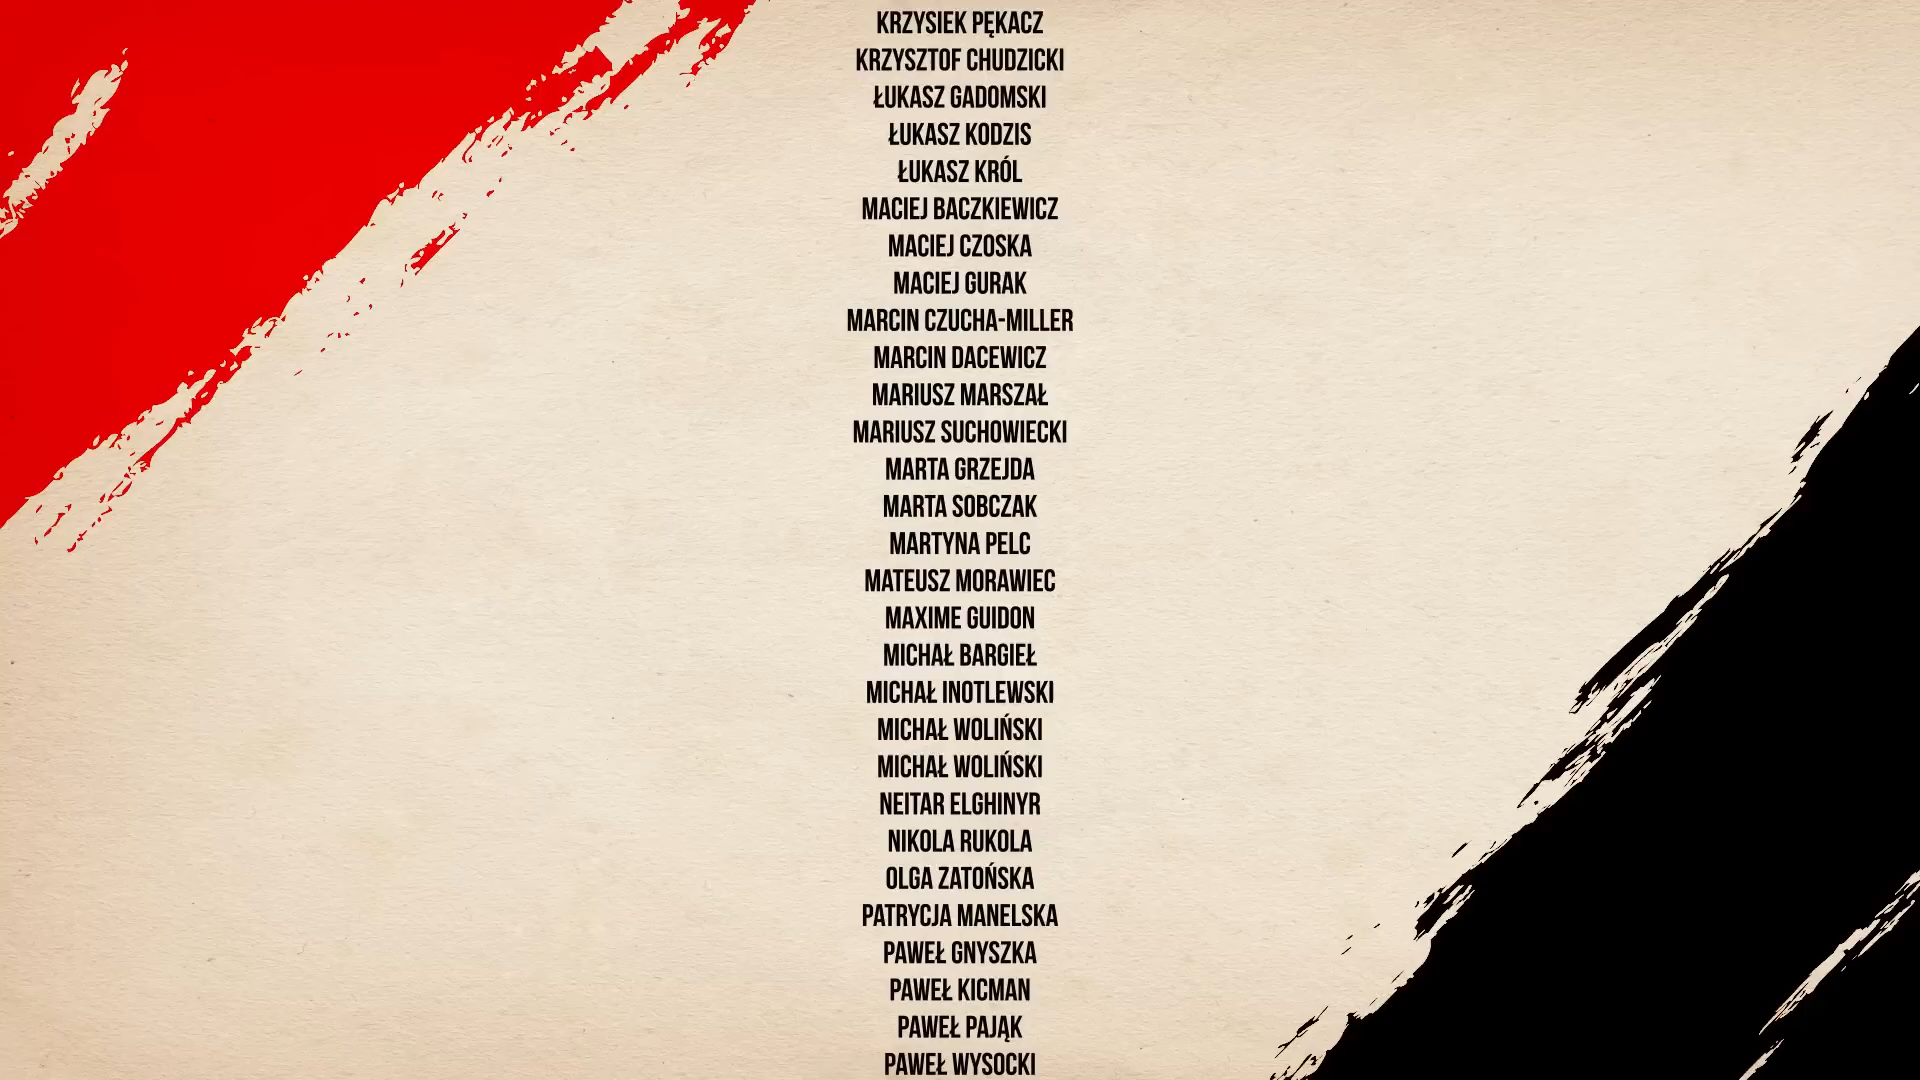 KRZYSIEK PĘKACZ
KRZYSZTOF CHUDZICKI
ŁUKASZ GADOMSKI
ŁUKASZ KODZIS
ŁUKASZ KRÓL
MACIEJ BACZKIEWICZ
MACIEJ CZOSKA
MACIEJ GURAK
MARCIN CZUCHA-MILLER
MARCIN DACEWICZ
MARIUSZ MARSZAŁ
MARIUSZ SUCHOWIECKI
MARTA GRZEJDA
MARTA SOBCZAK
MARTYNA PELC
MATEUSZ MORAWIEC
MAXIME GUIDON
MICHAŁ BARGIEŁ
MICHAŁ INOTLEWSKI
MICHAŁ WOLIŃSKI
MICHAŁ WOLIŃSKI
NEITAR ELGHINYR
NIKOLA RUKOLA
OLGA ZATOŃSKA
PATRYCJA MANELSKA
PAWEŁ GNYSZKA
PAWEŁ KICMAN
PAWEŁ PAJĄK
PAWEŁ WYSOCKI